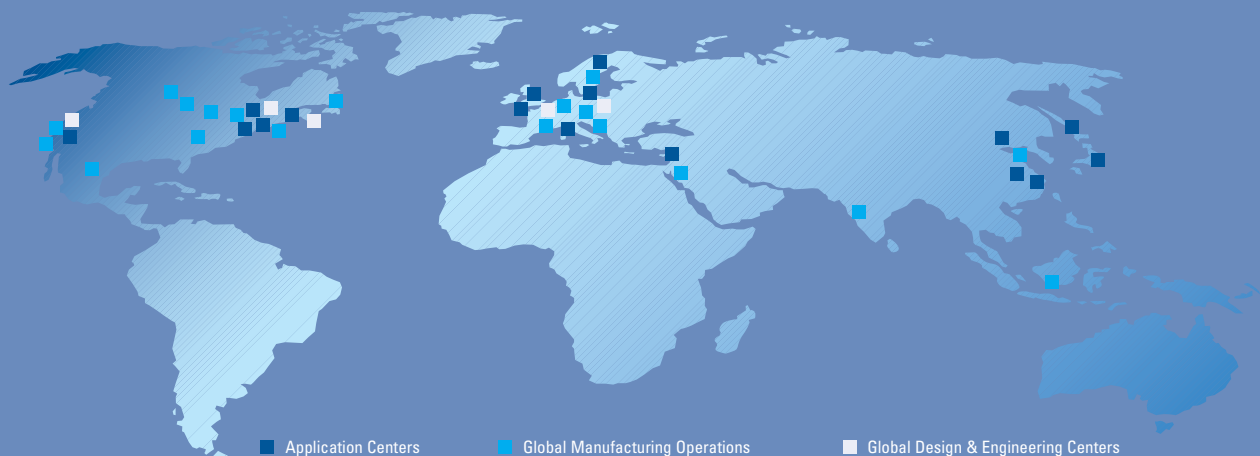 Application Centers
Global Manufacturing Operations
Global Design & Engineering Centers